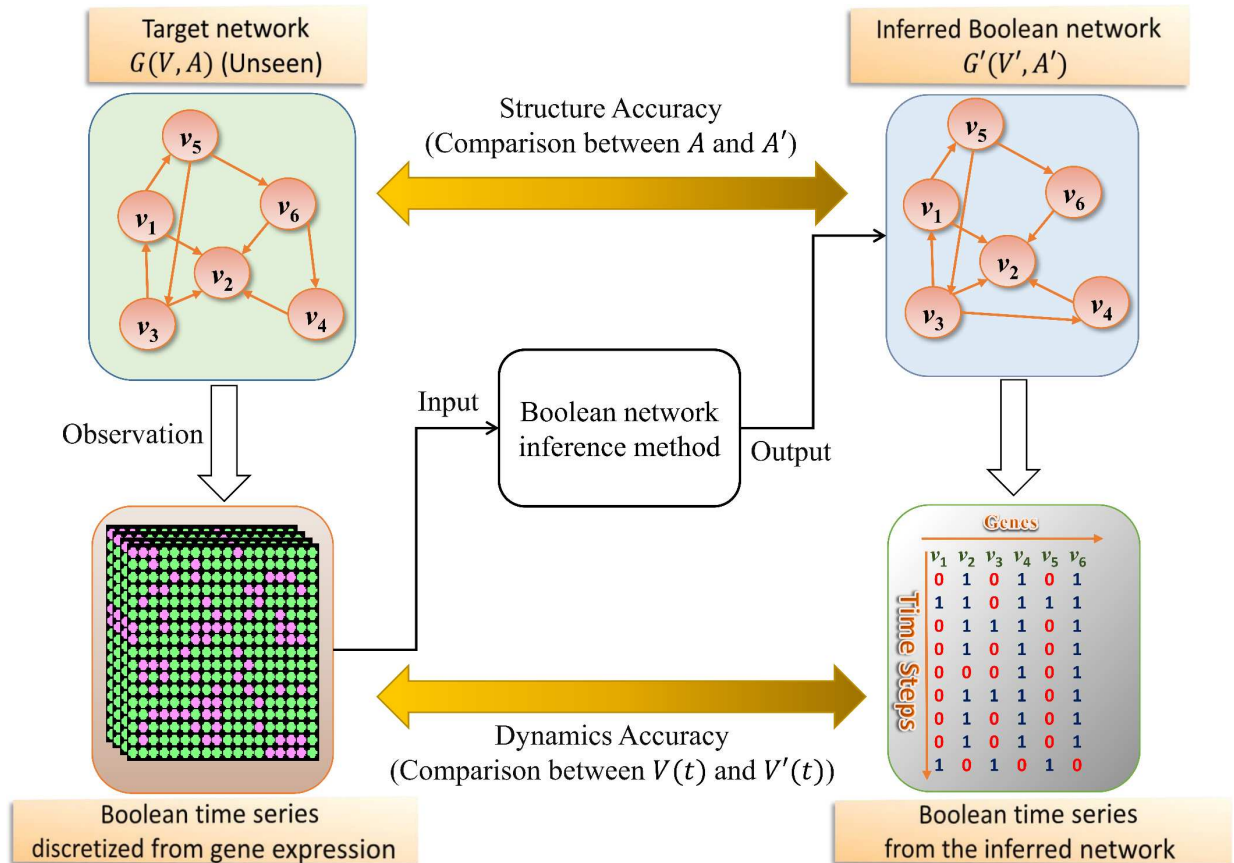 Target network
G(V, A) (Unseen)
Inferred Boolean network
G′(V′, A′)
Structure Accuracy
(Comparison between A and A′)
v5
v1
v6
v2
v3
v4
v5
v1
v6
v2
v3
v4
Observation
Input
Boolean network
inference method
Output
Genes
Time Steps
v1 v2 v3 v4 v5 v6
0 1 0 1 0 1
1 1 0 1 1 1
0 1 1 1 0 1
0 1 0 1 0 1
0 0 0 1 0 1
0 1 1 1 0 1
0 1 0 1 0 1
0 1 0 1 0 1
1 0 1 0 1 0
Dynamics Accuracy
(Comparison between V(t) and V′(t))
Boolean time series
discretized from gene expression
Boolean time series
from the inferred network